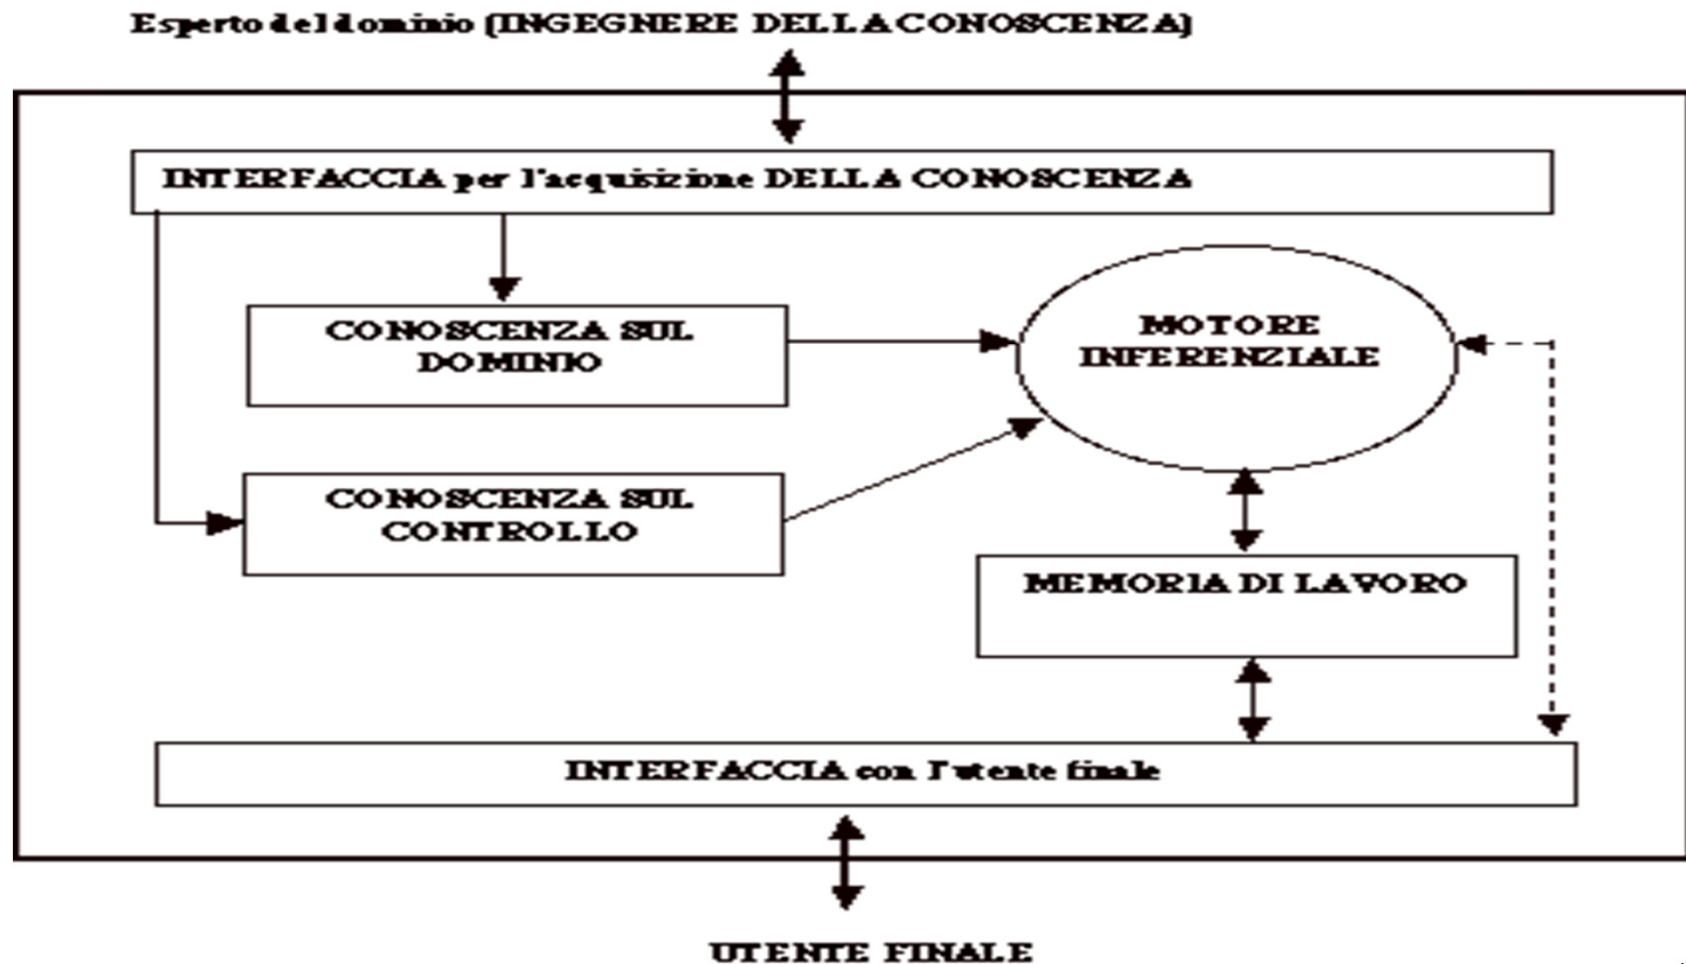 Esperto del dominio (INGEGNERE DELLA CONOSCENZA)
INTERFACCIA per l'acquisizione DELLA CONOSCENZA
CONOSCENZA SUL
DOMINIO
MOTORE
INFERENZIALE
CONOSCENZA SUL
CONTROLLO
MEMORIA DI LAVORO
INTERFACCIA con l'utente finale
UTENTE FINALE